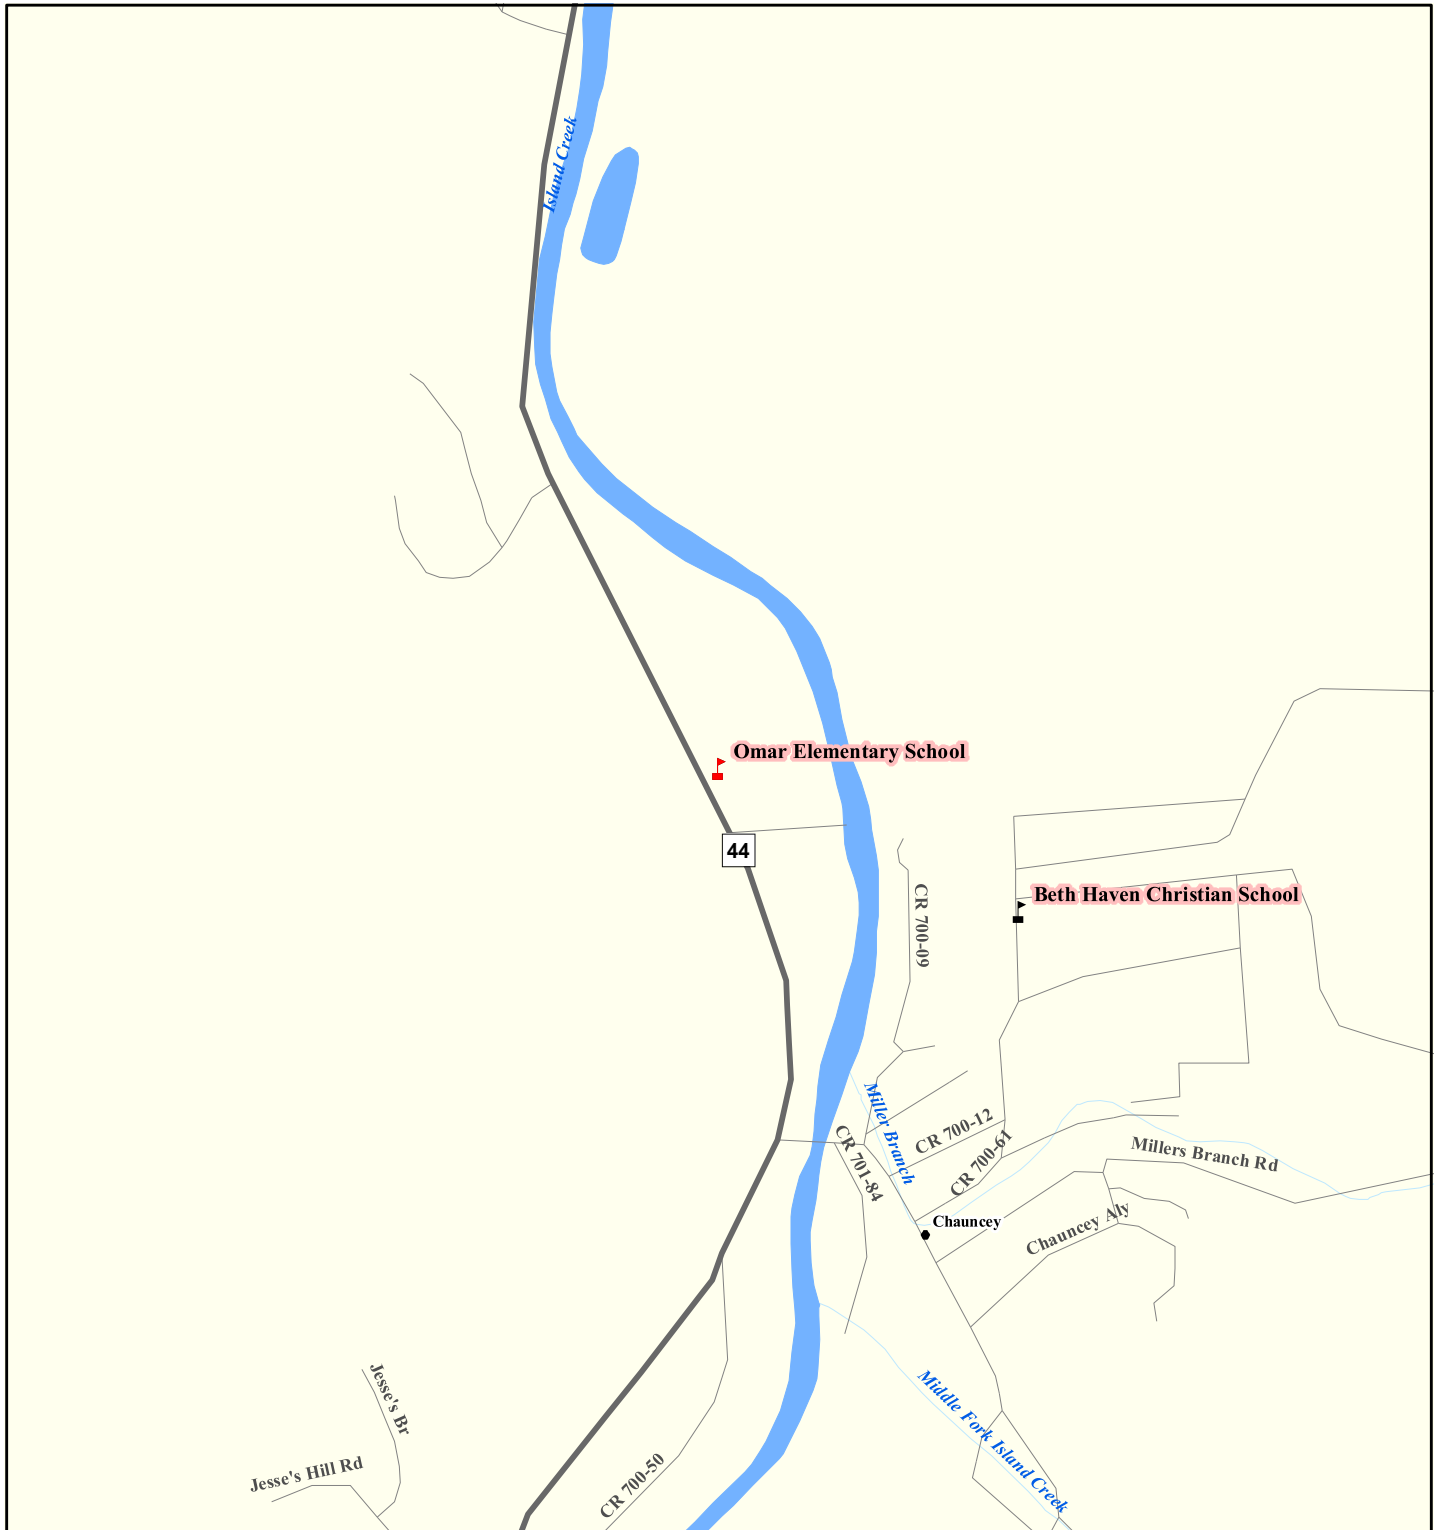 Island Creek
Omar Elementary School
44
CR 700-09
Beth Haven Christian School
Miller Branch
CR 700-12
CR 701-84
CR 700-61
Millers Branch Rd
Chauncey
Chauncey Aly
Jesse's Br
Middle Fork Island Creek
Jesse's Hill Rd
CR 700-50